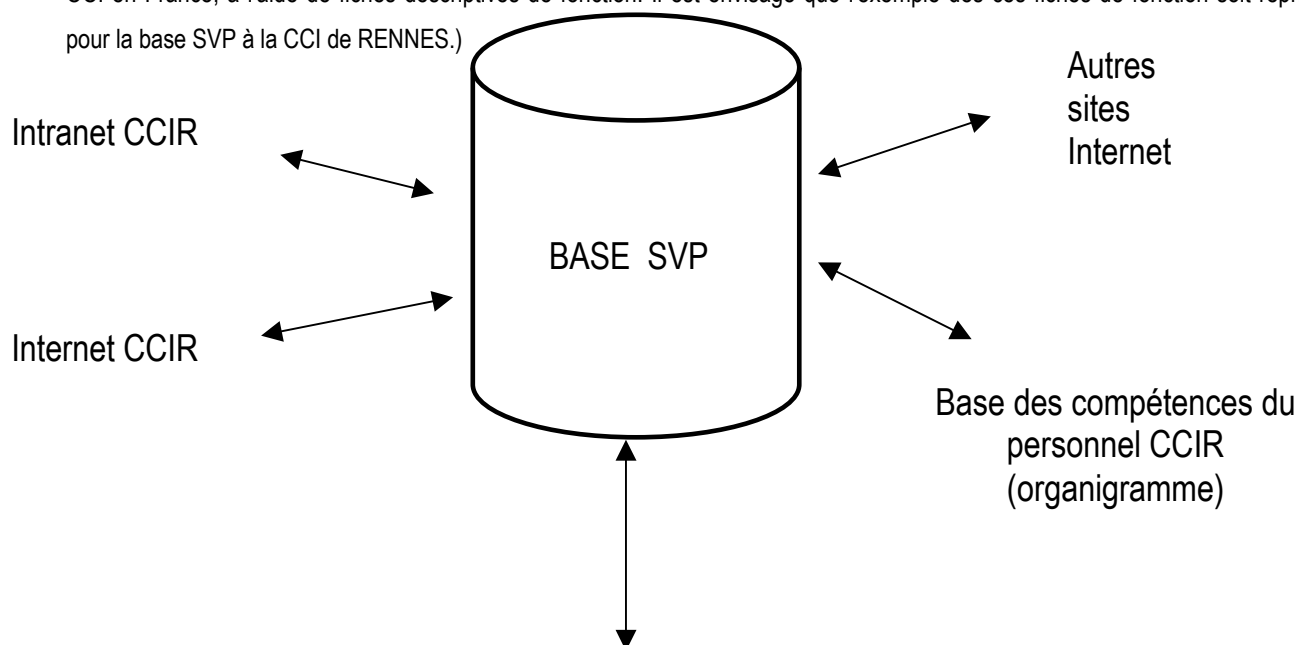 pour la base SVP à la CCI de RENNES.)
Autres
sites
Internet
Intranet CCIR
BASE SVP
Internet CCIR
Base des compétences du
personnel CCIR
(organigramme)